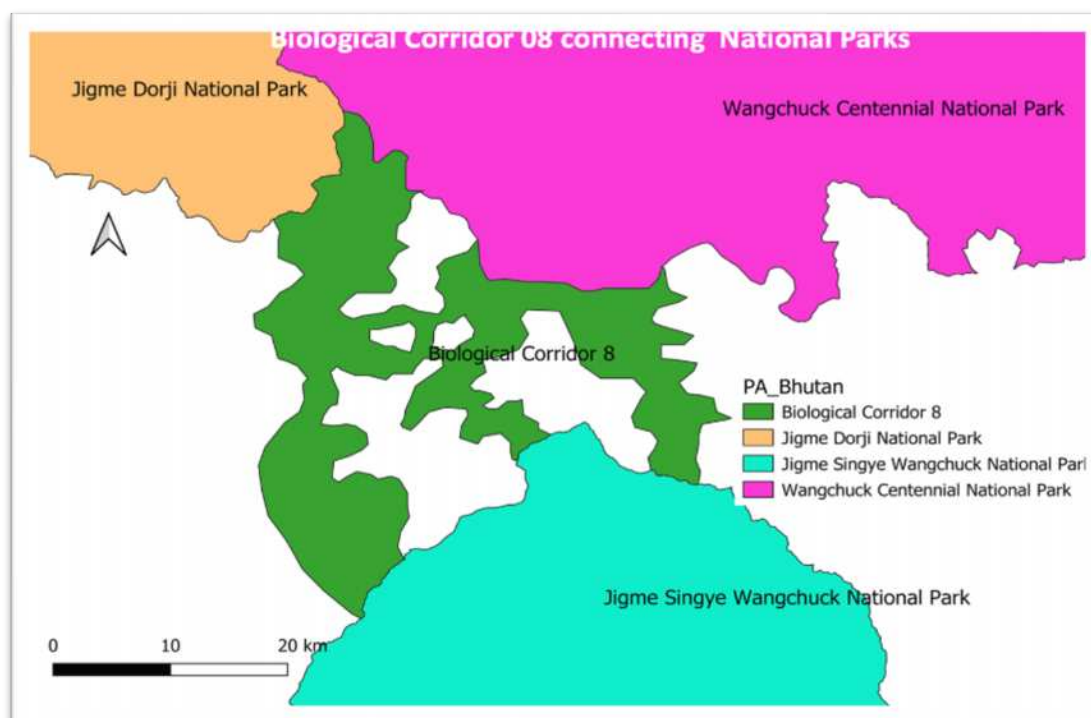 Biological Corridor 08 connecting National Parks
Jigme Dorji National Park
Wangchuck Centennial National Park
Biological Corridor 8
PA_Bhutan
Biological Corridor 8
Jigme Dorji National Park
Jigme Singye Wangchuck National Parl
Wangchuck Centennial National Park
Jigme Singye Wangchuck National Park
0 10 20 km